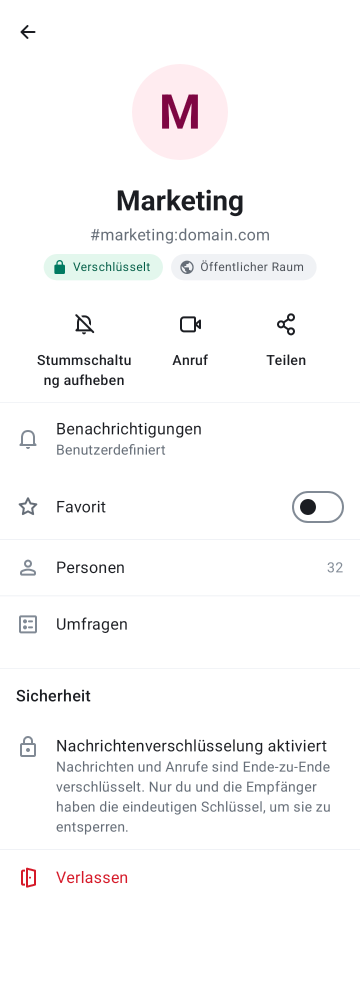 M
Marketing
#marketing:domain.com
Verschlüsselt
Öffentlicher Raum
Stummschaltu
ng aufheben
Anruf
Teilen
Benachrichtigungen
Benutzerdefiniert
Favorit
Personen
32
Umfragen
Sicherheit
Nachrichtenverschlüsselung aktiviert
Nachrichten und Anrufe sind Ende-zu-Ende
verschlüsselt. Nur du und die Empfänger
haben die eindeutigen Schlüssel, um sie zu
entsperren.
Verlassen